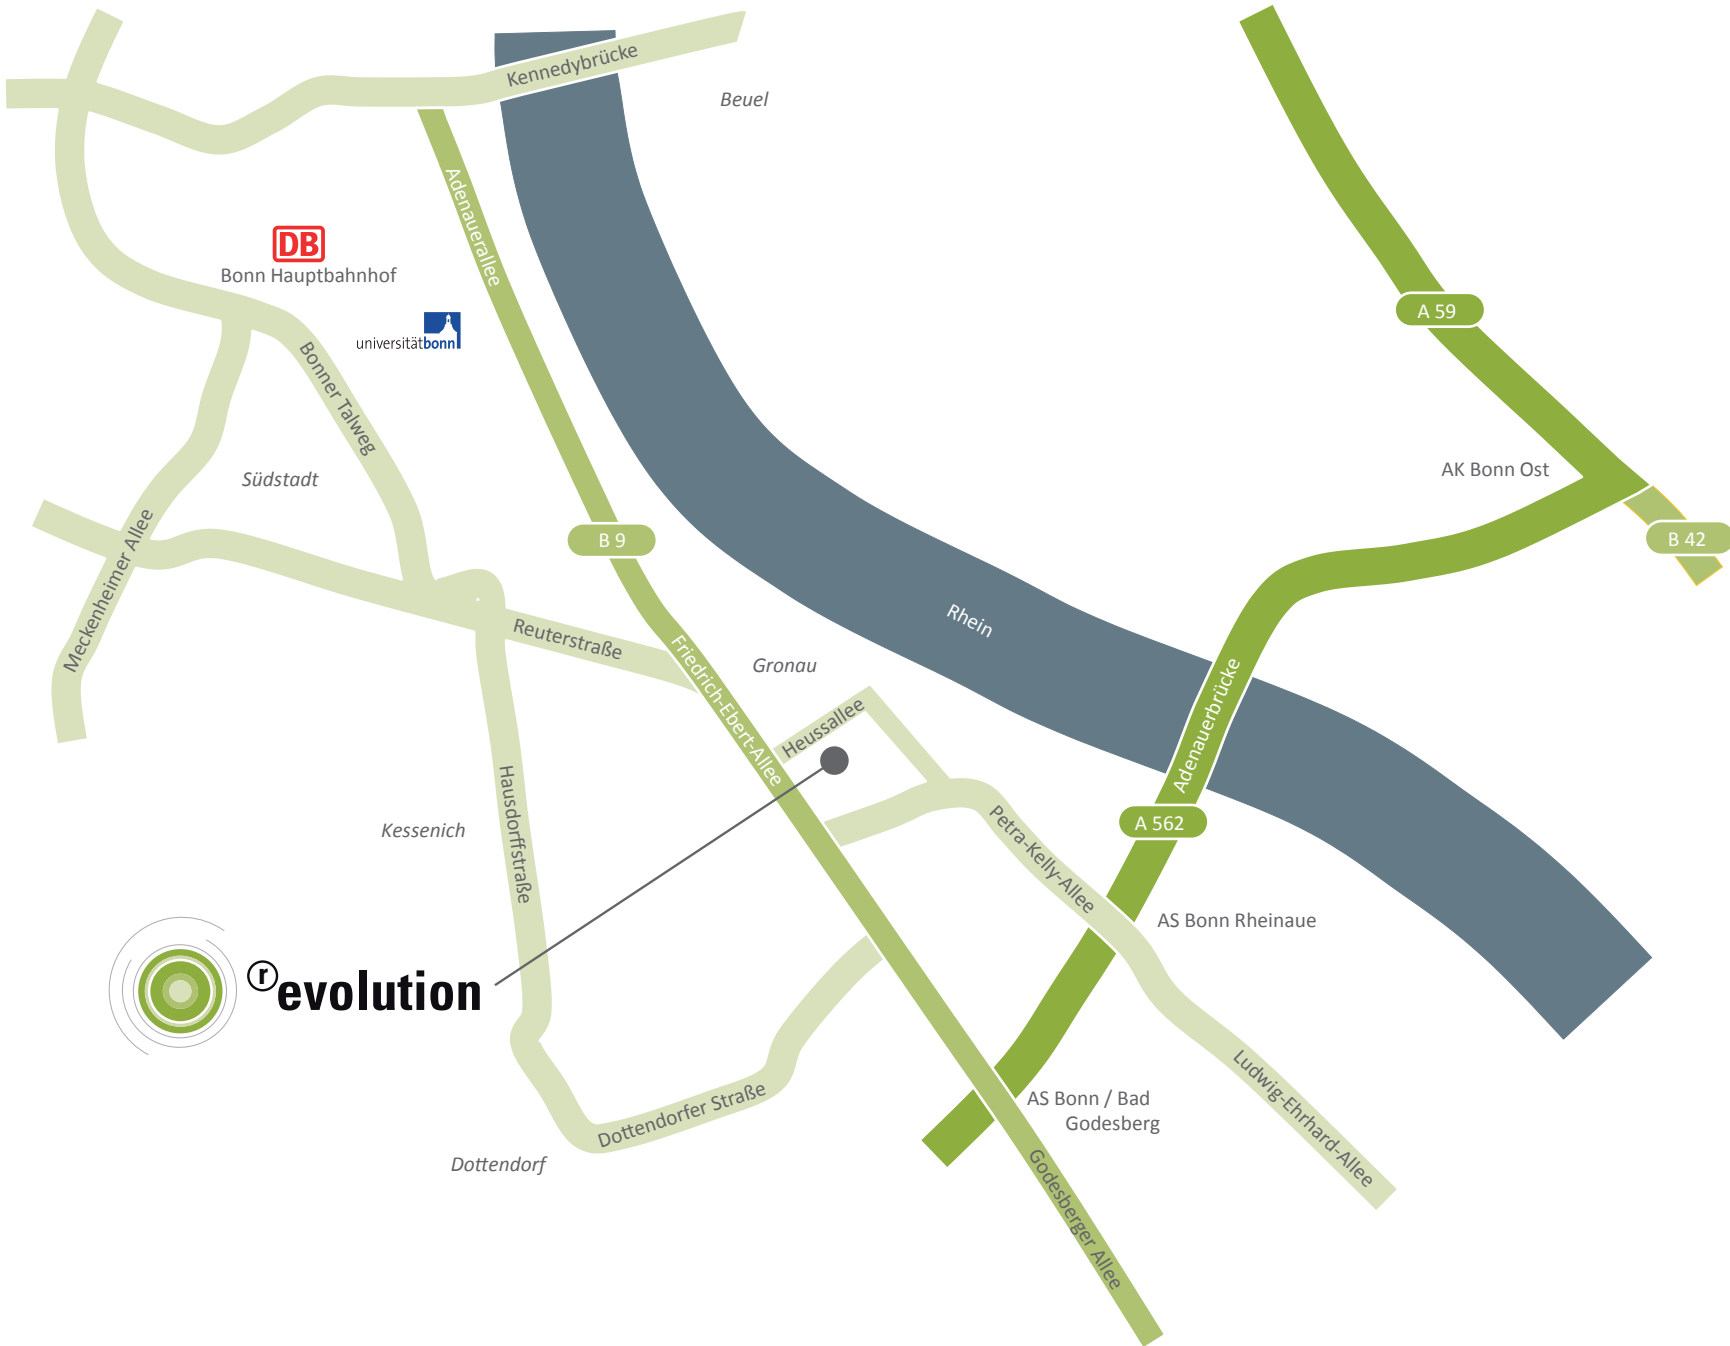 Kennedybrücke
Beuel
Adenauerallee
DB
Bonn Hauptbahnhof
universitätbonn
A 59
Bonner Talweg
Südstadt
AK Bonn Ost
B 9
B 42
Meckenheimer Allee
Rhein
Reuterstraße
Gronau
Friedrich-Ebert-Allee
Heussallee
Adenauerbrücke
Hausdorffstraße
Kessenich
Petra-Kelly-Allee
A 562
AS Bonn Rheinaue
r evolution
Dottendorfer Straße
AS Bonn / Bad
Godesberg
Ludwig-Ehrhard-Allee
Dottendorf
Godesberger Allee